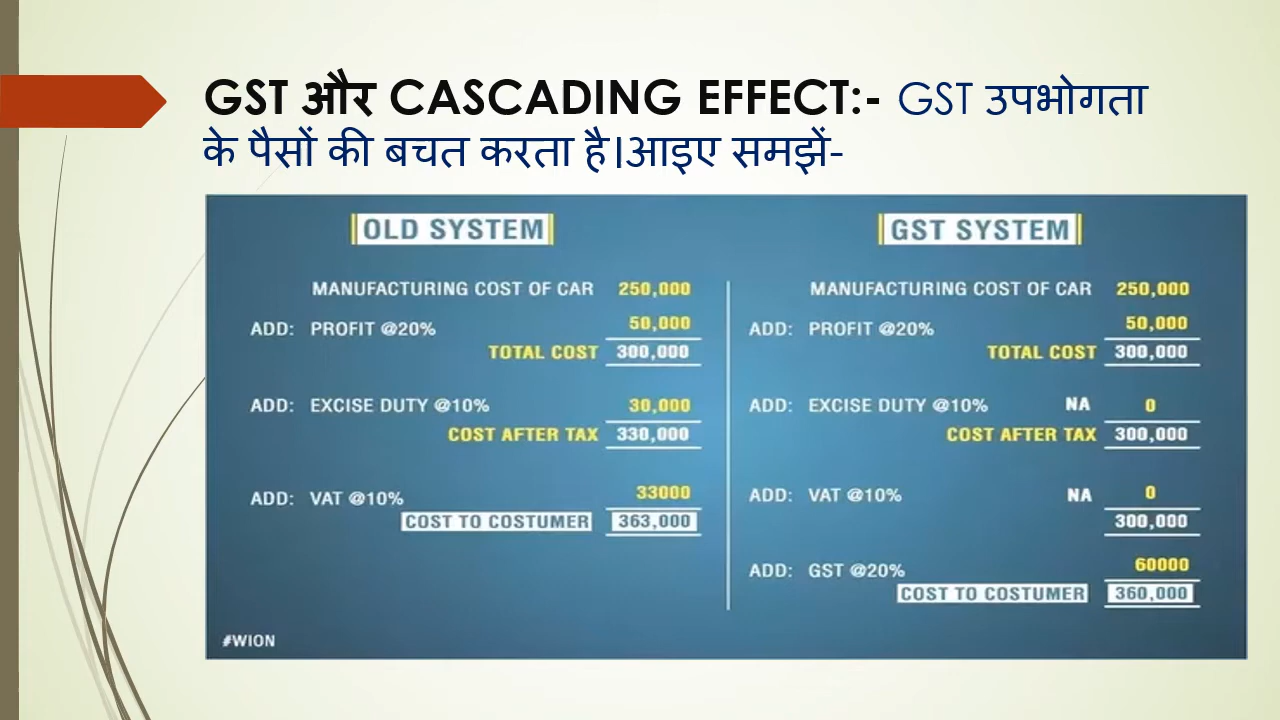 GST और CASCADING EFFECT:- GST उपभोगता
के पैसों की बचत करता है।आइए समझें-
OLD SYSTEM
MANUFACTURING COST OF CAR 250,000
ADD: PROFIT @20% 50,000
TOTAL COST 300,000
ADD: EXCISE DUTY @10% 30,000
COST AFTER TAX 330,000
ADD: VAT @10% 33000
COST TO COSTUMER 363,000
GST SYSTEM
MANUFACTURING COST OF CAR 250,000
ADD: PROFIT @20% 50,000
TOTAL COST 300,000
ADD: EXCISE DUTY @10% NA 0
COST AFTER TAX 300,000
ADD: VAT @10% NA 0
300,000
ADD: GST @20% 60000
COST TO COSTUMER 360,000
#WION